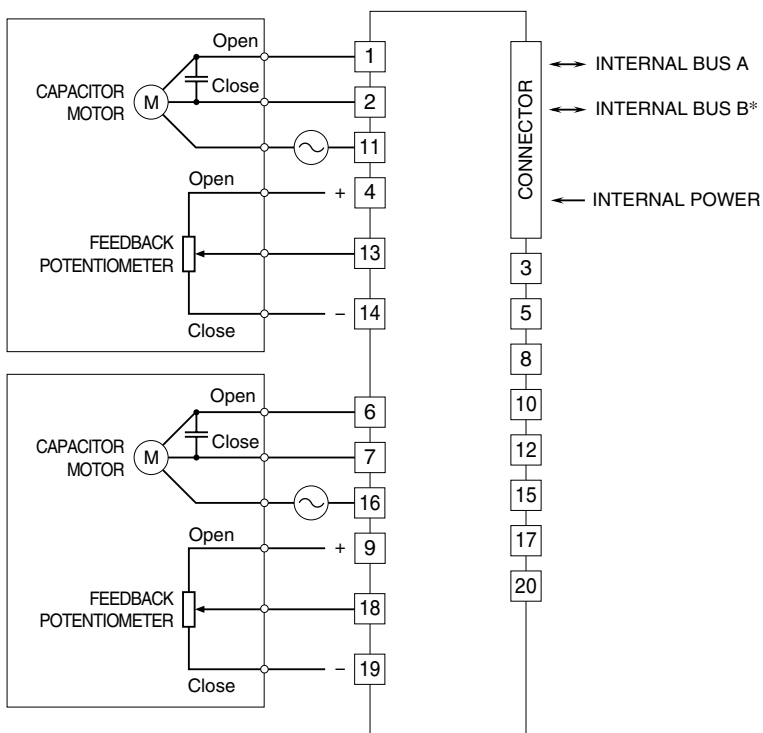 Open
CAPACITOR
MOTOR
M
Close
1
2
11
Open
+
4
FEEDBACK
POTENTIOMETER
13
−
14
Close
Open
CAPACITOR
MOTOR
M
Close
6
7
16
Open
+
9
FEEDBACK
POTENTIOMETER
18
−
19
Close
CONNECTOR
INTERNAL BUS A
INTERNAL BUS B*
INTERNAL POWER
3
5
8
10
12
15
17
20